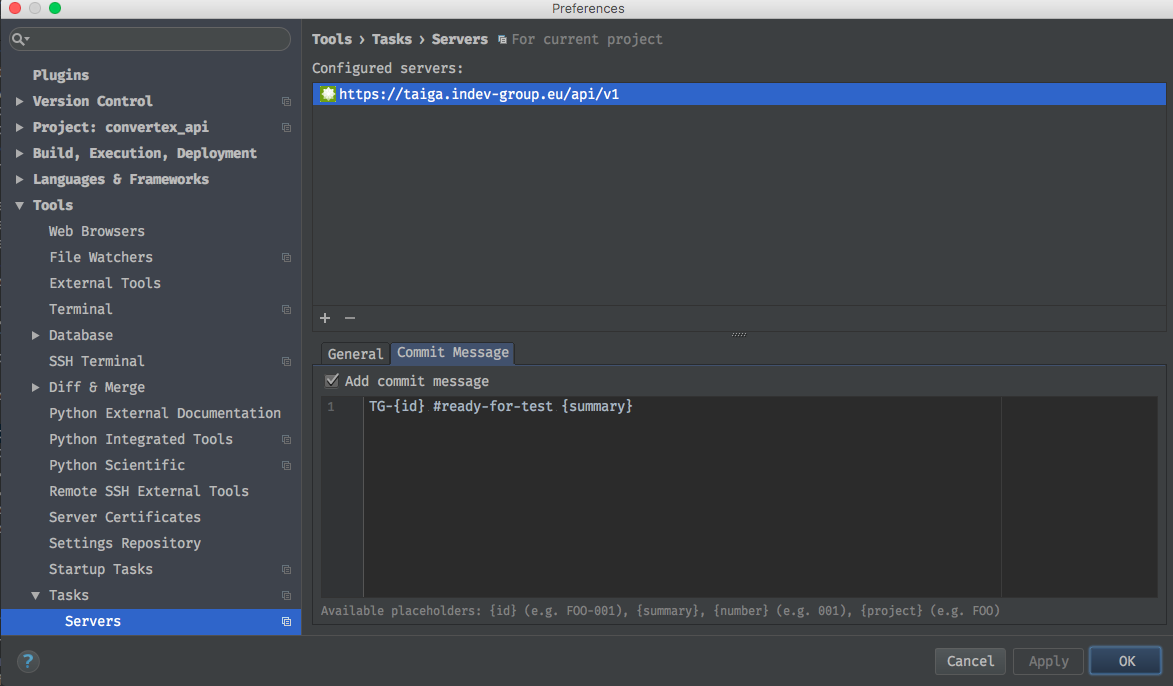 Preferences
Plugins
Version Control
Project: convertex_api
Build, Execution, Deployment
Languages & Frameworks
Tools
Web Browsers
File Watchers
External Tools
Terminal
Database
SSH Terminal
Diff & Merge
Python External Documentation
Python Integrated Tools
Python Scientific
Remote SSH External Tools
Server Certificates
Settings Repository
Startup Tasks
Tasks
Servers
Tools › Tasks › Servers For current project
Configured servers:
https://taiga.indev-group.eu/api/v1
+ −
General Commit Message
Add commit message
1 TG-{id} #ready-for-test {summary}
Available placeholders: {id} (e.g. FOO-001), {summary}, {number} (e.g. 001), {project} (e.g. FOO)
? Cancel Apply OK